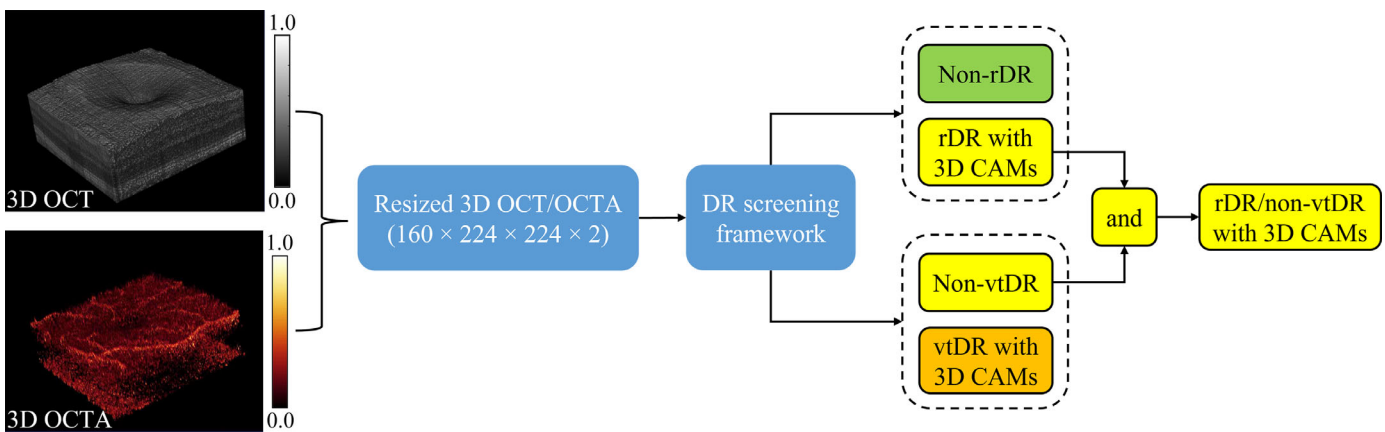 1.0
3D OCT
0.0
1.0
3D OCTA
0.0
Resized 3D OCT/OCTA
(160 × 224 × 224 × 2)
DR screening
framework
Non-rDR
rDR with
3D CAMs
Non-vtDR
vtDR with
3D CAMs
and
rDR/non-vtDR
with 3D CAMs